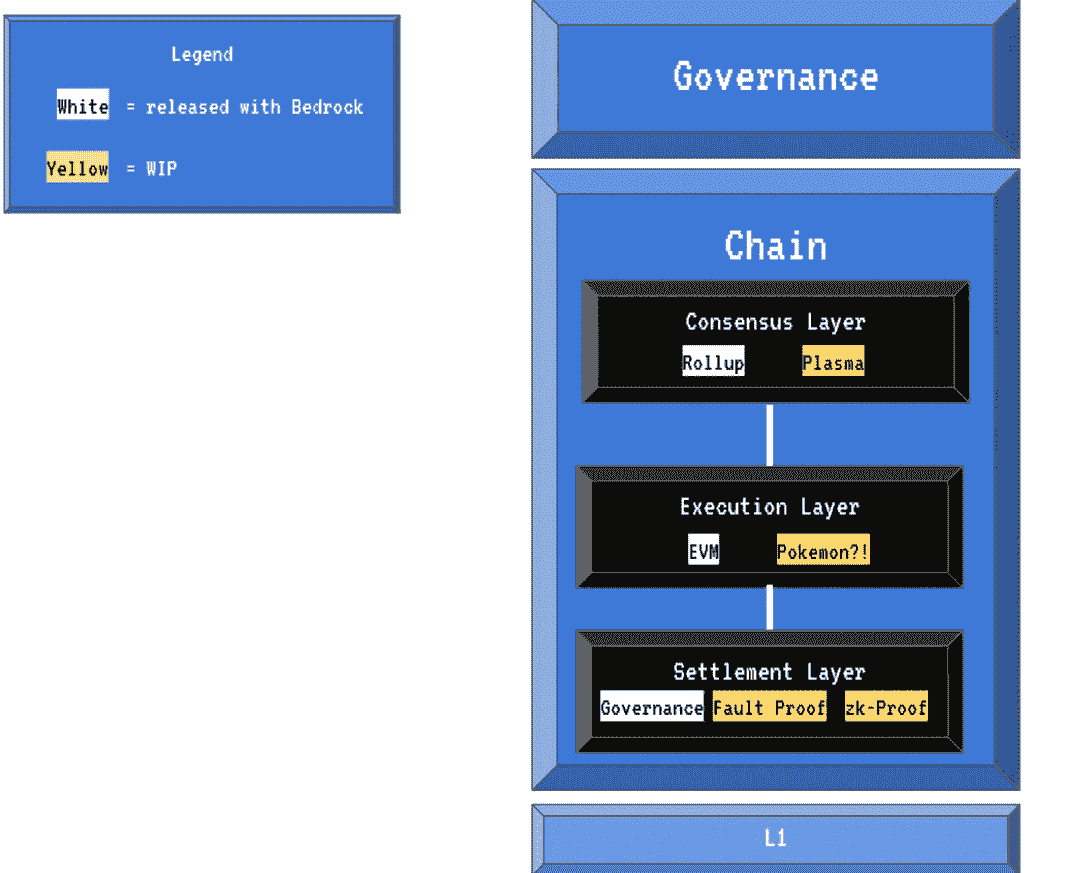 Legend
White = released with Bedrock
Yellow = WIP
Governance
Chain
Consensus Layer
Rollup Plasma
Execution Layer
EVM Pokemon?!
Settlement Layer
Governance Fault Proof zk-Proof
L1